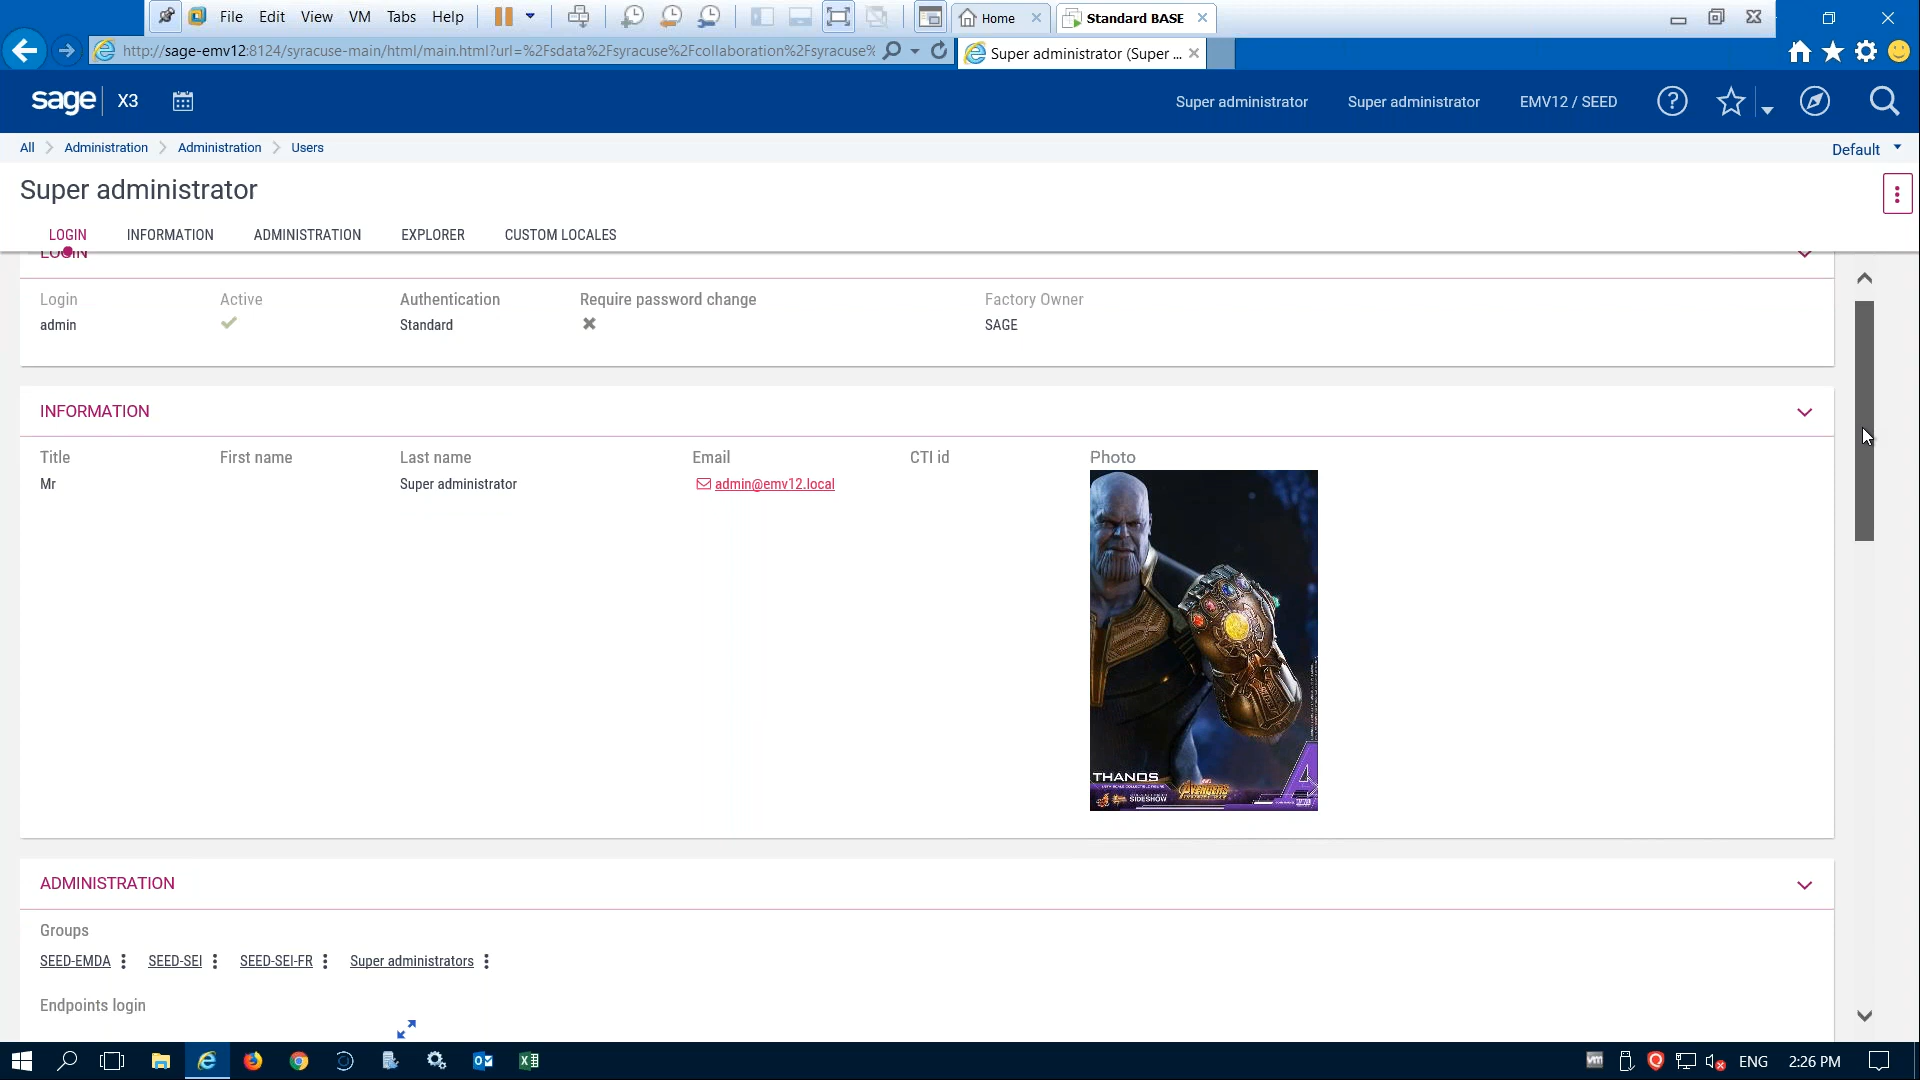 File Edit View VM Tabs Help
Home
Standard BASE
http://sage-emv12:8124/syracuse-main/html/main.html?url=%2Fsdata%2Fsyracuse%2Fcollaboration%2Fsyracuse%
Super administrator (Super ...
sage X3
Super administrator
Super administrator
EMV12 / SEED
All Administration Administration Users
Default
Super administrator
LOGIN INFORMATION ADMINISTRATION EXPLORER CUSTOM LOCALES
LOGIN
Login Active Authentication Require password change Factory Owner
admin Standard SAGE
INFORMATION
Title First name Last name Email CTI id Photo
Mr Super administrator admin@emv12.local
THANOS
AVENGERS
SIDESHOW
ADMINISTRATION
Groups
SEED-EMDA SEED-SEI SEED-SEI-FR Super administrators
Endpoints login
ENG 2:26 PM